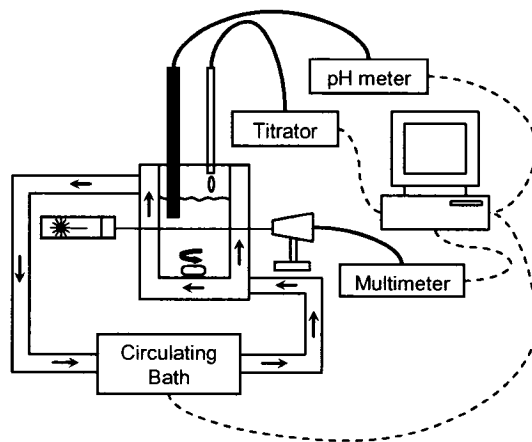 pH meter
Titrator
Multimeter
Circulating
Bath